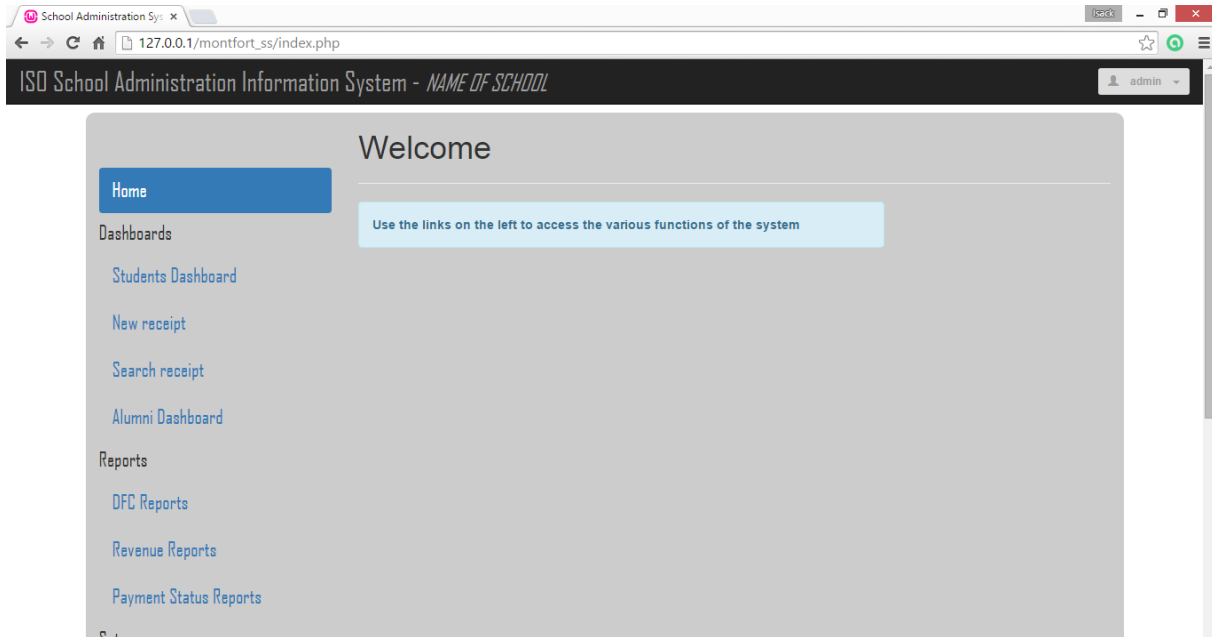 School Administration Sys
Isack
127.0.0.1/montfort_ss/index.php
ISO School Administration Information System - NAME OF SCHOOL
admin
Welcome
Home
Use the links on the left to access the various functions of the system
Dashboards
Students Dashboard
New receipt
Search receipt
Alumni Dashboard
Reports
DFC Reports
Revenue Reports
Payment Status Reports